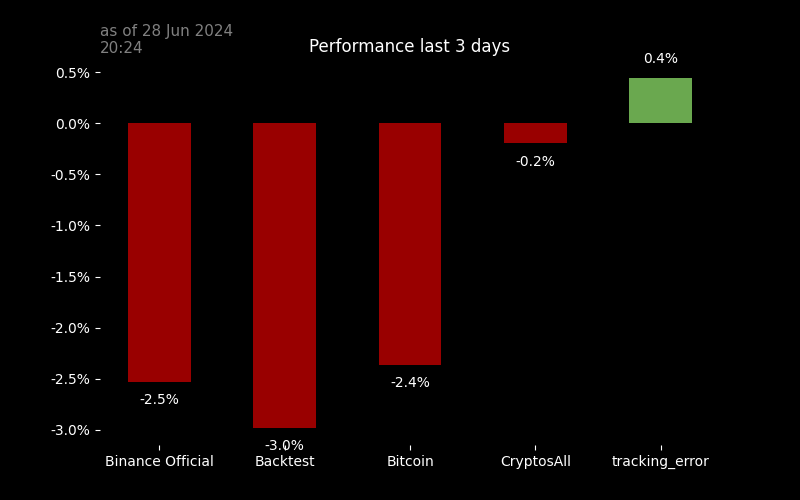 as of 28 Jun 2024
20:24
Performance last 3 days
0.4%
0.5%
0.0%
-0.5%
-0.2%
-1.0%
-1.5%
-2.0%
-2.5%
-2.4%
-2.5%
-3.0%
-3.0%
Binance Official
Backtest
Bitcoin
CryptosAll
tracking_error